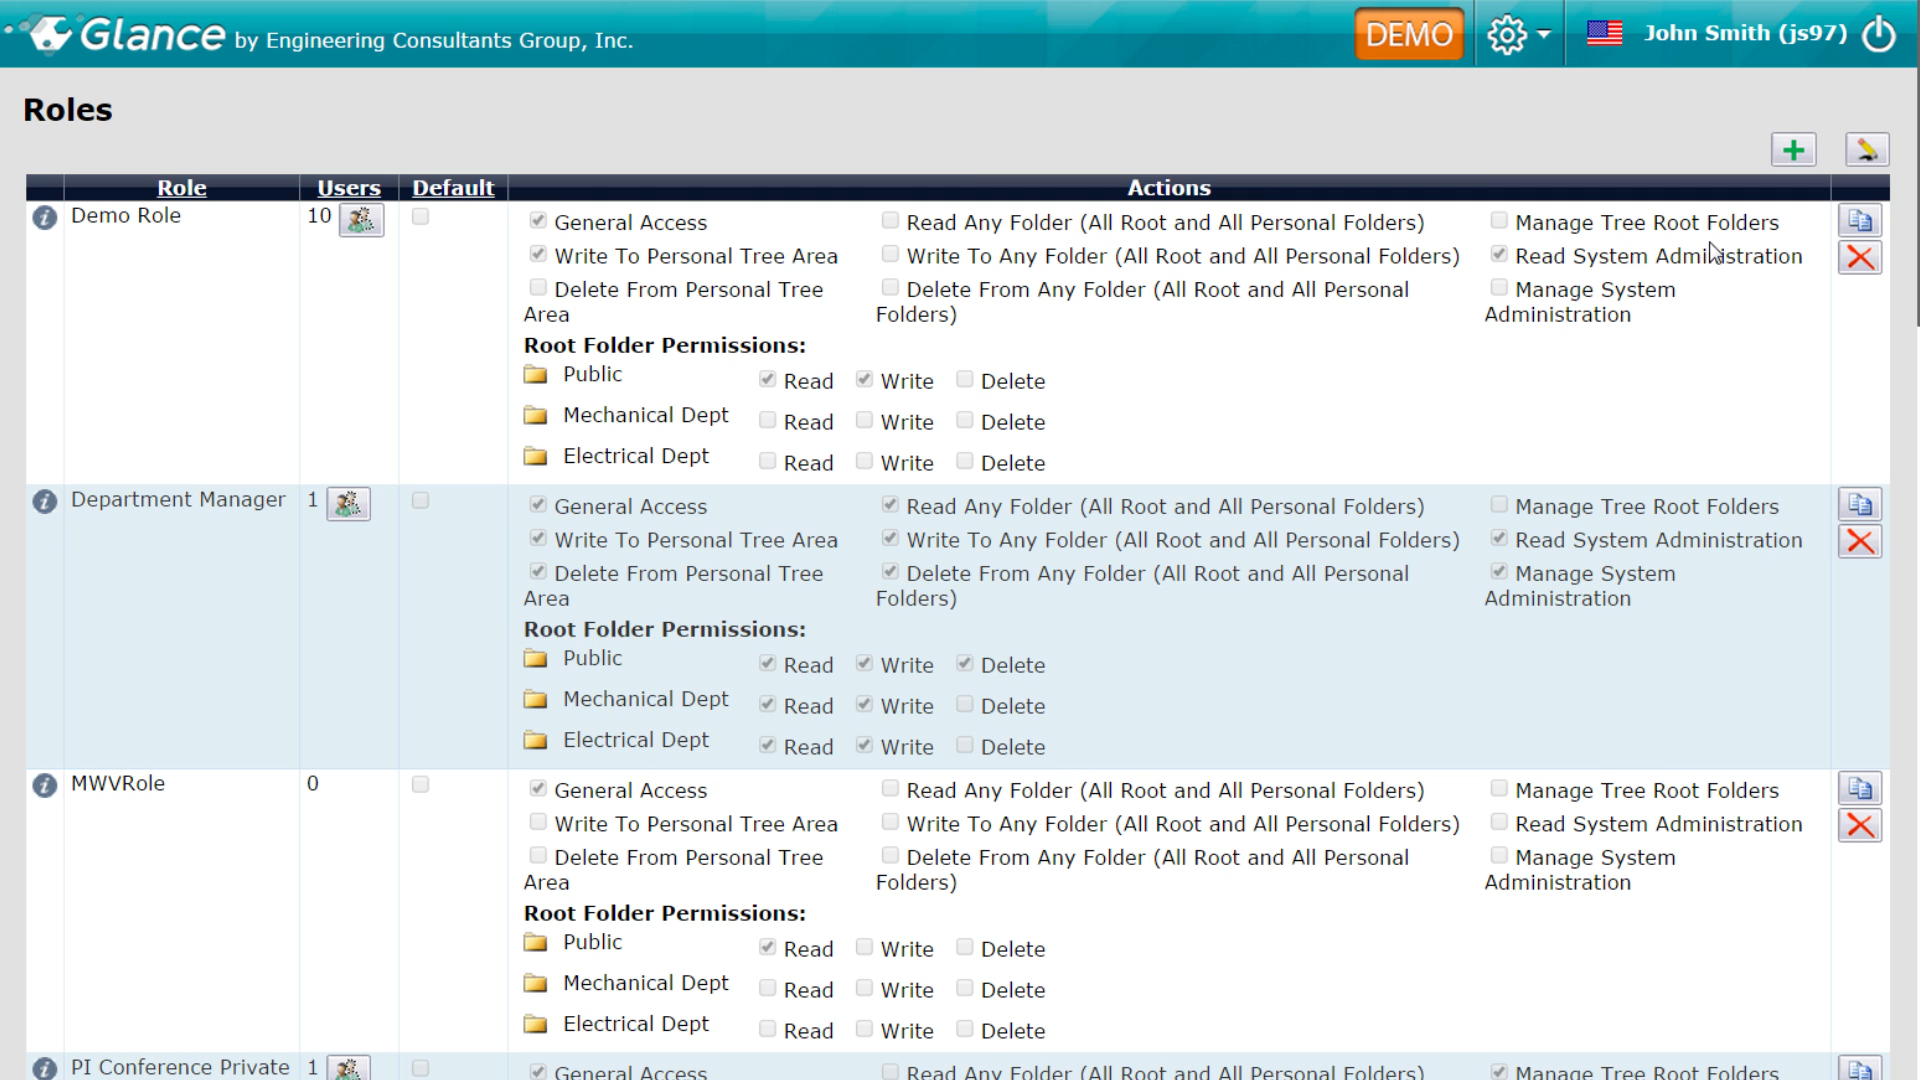 Glance by Engineering Consultants Group, Inc.
DEMO
John Smith (js97)
Roles
Role Users Default Actions
Demo Role 10
General Access
Read Any Folder (All Root and All Personal Folders)
Manage Tree Root Folders
Write To Personal Tree Area
Write To Any Folder (All Root and All Personal Folders)
Read System Administration
Delete From Personal Tree
Area
Delete From Any Folder (All Root and All Personal
Folders)
Manage System
Administration
Root Folder Permissions:
Public Read Write Delete
Mechanical Dept Read Write Delete
Electrical Dept Read Write Delete
Department Manager 1
General Access
Read Any Folder (All Root and All Personal Folders)
Manage Tree Root Folders
Write To Personal Tree Area
Write To Any Folder (All Root and All Personal Folders)
Read System Administration
Delete From Personal Tree
Area
Delete From Any Folder (All Root and All Personal
Folders)
Manage System
Administration
Root Folder Permissions:
Public Read Write Delete
Mechanical Dept Read Write Delete
Electrical Dept Read Write Delete
MWVRole 0
General Access
Read Any Folder (All Root and All Personal Folders)
Manage Tree Root Folders
Write To Personal Tree Area
Write To Any Folder (All Root and All Personal Folders)
Read System Administration
Delete From Personal Tree
Area
Delete From Any Folder (All Root and All Personal
Folders)
Manage System
Administration
Root Folder Permissions:
Public Read Write Delete
Mechanical Dept Read Write Delete
Electrical Dept Read Write Delete
PI Conference Private 1
General Access
Read Any Folder (All Root and All Personal Folders)
Manage Tree Root Folders